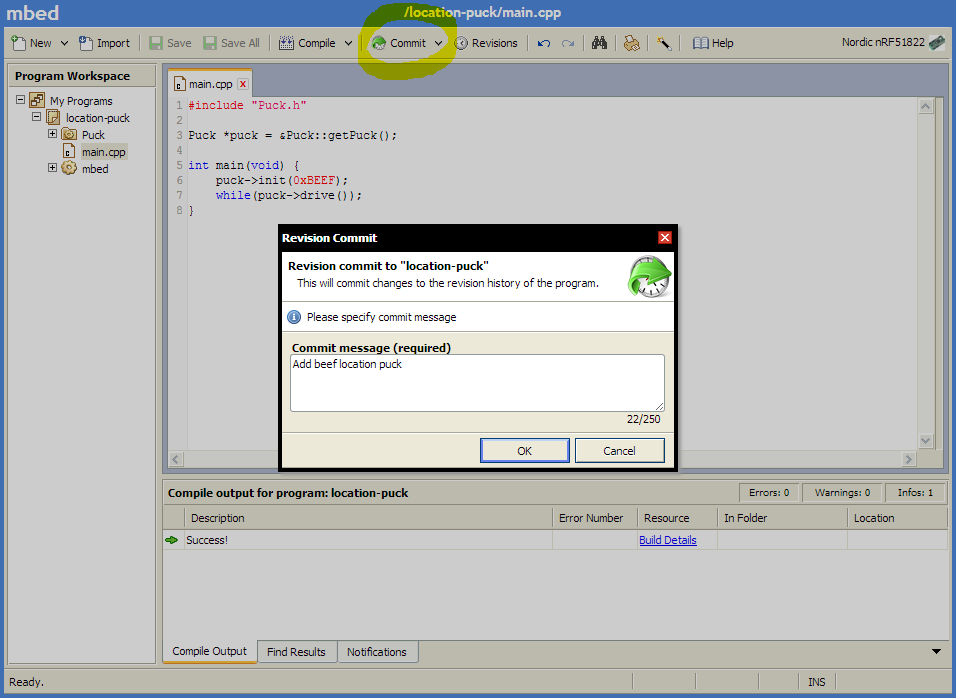 mbed
/location-puck/main.cpp
New Import Save Save All Compile Commit Revisions Help Nordic nRF51822
Program Workspace
My Programs
location-puck
Puck
main.cpp
mbed
main.cpp
1 #include "Puck.h"
2
3 Puck *puck = &Puck::getPuck();
4
5 int main(void) {
6 puck->init(0xBEEF);
7 while(puck->drive());
8 }
Revision Commit
Revision commit to "location-puck"
This will commit changes to the revision history of the program.
Please specify commit message
Commit message (required)
Add beef location puck
22/250
OK Cancel
Compile output for program: location-puck Errors: 0 Warnings: 0 Infos: 1
Description Error Number Resource In Folder Location
Success! Build Details
Compile Output Find Results Notifications
Ready. INS